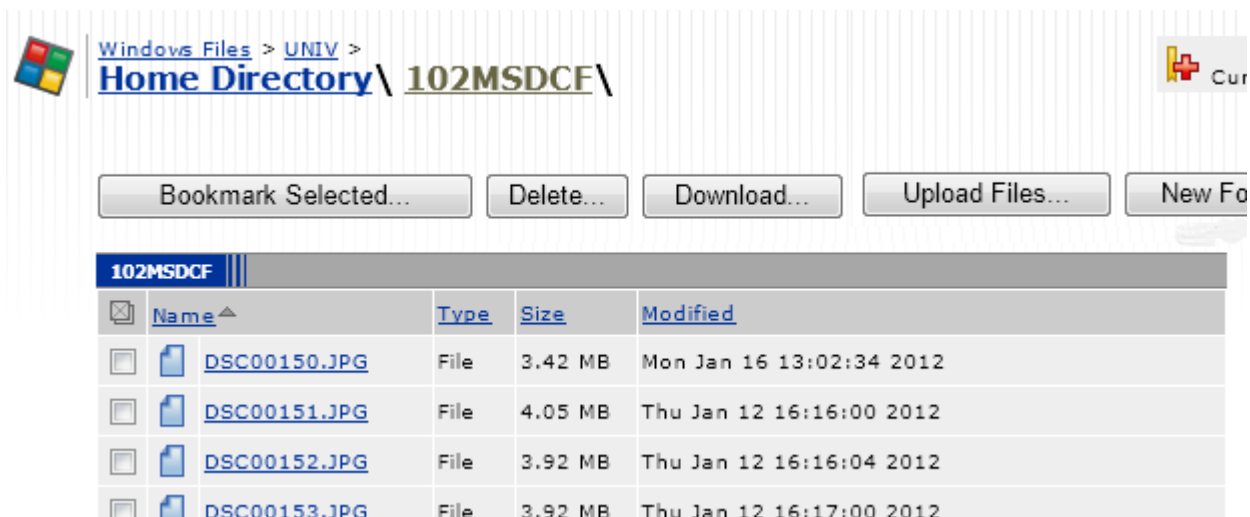 Windows Files > UNIV >
Home Directory\ 102MSDCF\
Cur
Bookmark Selected... Delete... Download... Upload Files... New Fo
102MSDCF
Name Type Size Modified
DSC00150.JPG File 3.42 MB Mon Jan 16 13:02:34 2012
DSC00151.JPG File 4.05 MB Thu Jan 12 16:16:00 2012
DSC00152.JPG File 3.92 MB Thu Jan 12 16:16:04 2012
DSC00153.JPG File 3.92 MB Thu Jan 12 16:17:00 2012